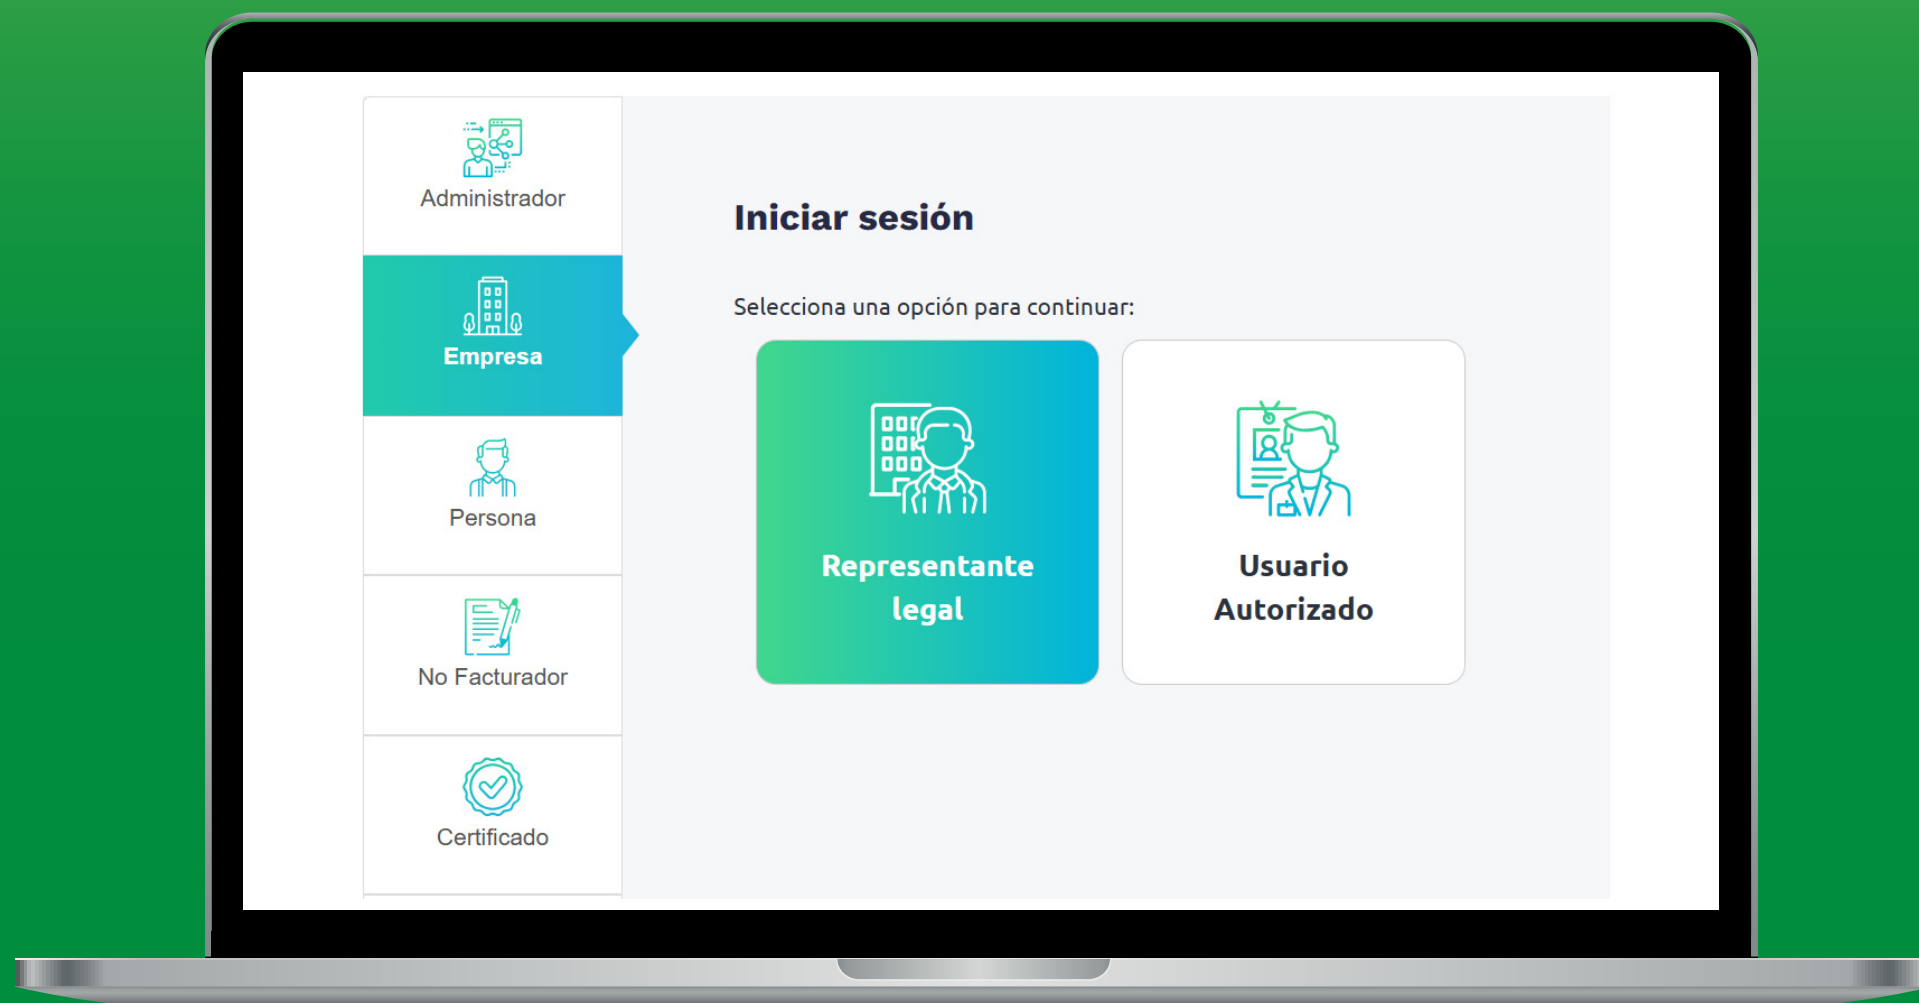 Administrador
Empresa
Persona
No Facturador
Certificado
Iniciar sesión
Selecciona una opción para continuar:
Representante
legal
Usuario
Autorizado